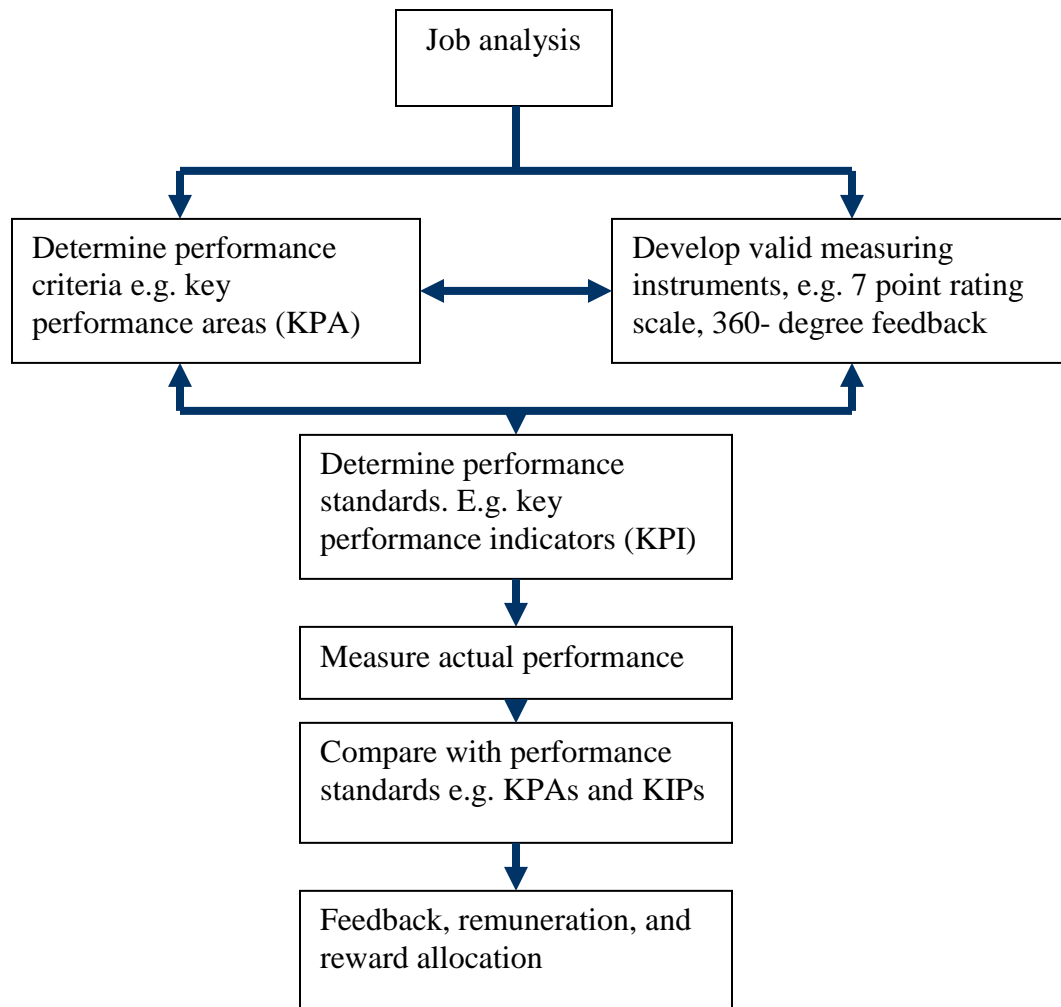 Job analysis
Determine performance
criteria e.g. key
performance areas (KPA)
Develop valid measuring
instruments, e.g. 7 point rating
scale, 360- degree feedback
Determine performance
standards. E.g. key
performance indicators (KPI)
Measure actual performance
Compare with performance
standards e.g. KPAs and KIPs
Feedback, remuneration, and
reward allocation